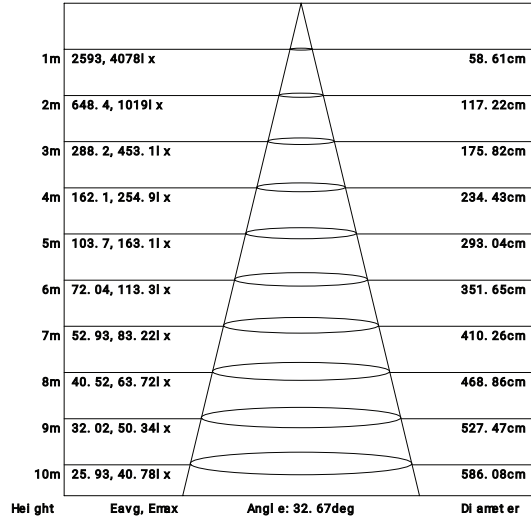 1m 2593, 4078lx 58.61cm
2m 648.4, 1019lx 117.22cm
3m 288.2, 453.1lx 175.82cm
4m 162.1, 254.9lx 234.43cm
5m 103.7, 163.1lx 293.04cm
6m 72.04, 113.3lx 351.65cm
7m 52.93, 83.22lx 410.26cm
8m 40.52, 63.72lx 468.86cm
9m 32.02, 50.34lx 527.47cm
10m 25.93, 40.78lx 586.08cm
Height Eavg, Emax Angle: 32.67deg Diameter